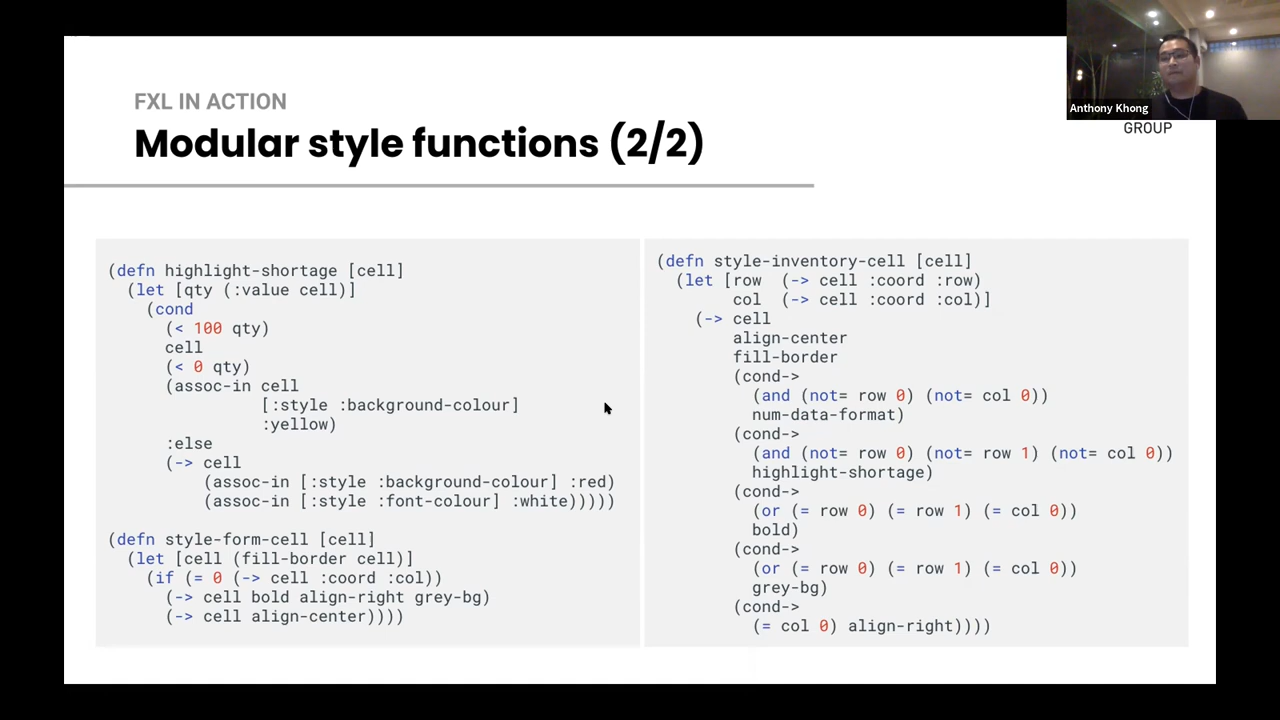 FXL IN ACTION
Modular style functions (2/2)
Anthony Khong
GROUP
(defn highlight-shortage [cell]
  (let [qty (:value cell)]
    (cond
      (< 100 qty)
      cell
      (< 0 qty)
      (assoc-in cell
                [:style :background-colour]
                :yellow)
      :else
      (-> cell
          (assoc-in [:style :background-colour] :red)
          (assoc-in [:style :font-colour] :white)))))
(defn style-form-cell [cell]
  (let [cell (fill-border cell)]
    (if (= 0 (-> cell :coord :col))
      (-> cell bold align-right grey-bg)
      (-> cell align-center))))
(defn style-inventory-cell [cell]
  (let [row  (-> cell :coord :row)
        col  (-> cell :coord :col)]
    (-> cell
        align-center
        fill-border
        (cond->
          (and (not= row 0) (not= col 0))
          num-data-format)
        (cond->
          (and (not= row 0) (not= row 1) (not= col 0))
          highlight-shortage)
        (cond->
          (or (= row 0) (= row 1) (= col 0))
          bold)
        (cond->
          (or (= row 0) (= row 1) (= col 0))
          grey-bg)
        (cond->
          (= col 0) align-right))))